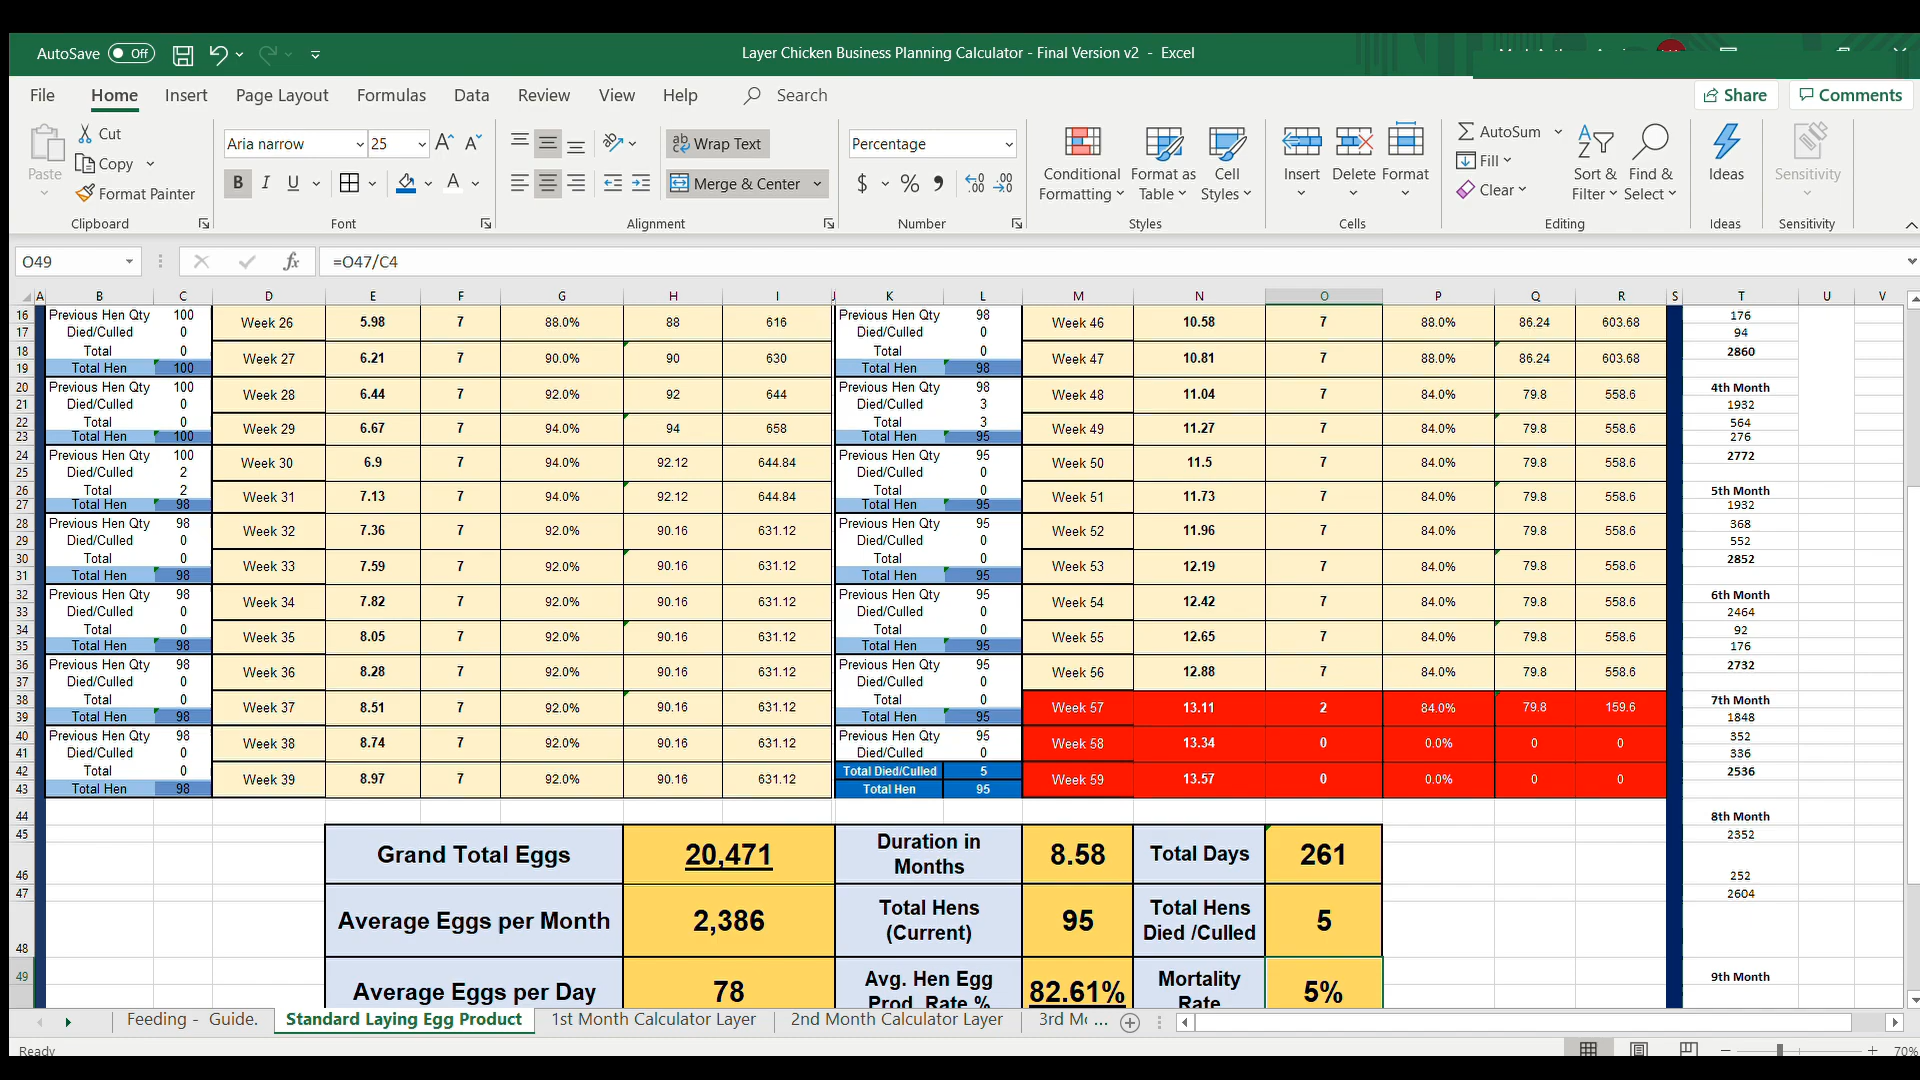 AutoSave Off Layer Chicken Business Planning Calculator - Final Version v2 - Excel
File Home Insert Page Layout Formulas Data Review View Help Search Share Comments
Paste Cut Copy Format Painter Clipboard
Aria narrow 25 B I U A Font
Wrap Text Merge & Center Alignment
Percentage $ % Number
Conditional Formatting Format as Table Cell Styles Styles
Insert Delete Format Cells
AutoSum Fill Clear Sort & Filter Find & Select Editing
Ideas Ideas
Sensitivity Sensitivity
O49 fx =O47/C4
A B C D E F G H I J K L M N O P Q R S T U V
16 Previous Hen Qty 100 Week 26 5.98 7 88.0% 88 616 Previous Hen Qty 98 Week 46 10.58 7 88.0% 86.24 603.68 176
17 Died/Culled 0 Died/Culled 0 94
18 Total 0 Week 27 6.21 7 90.0% 90 630 Total 0 Week 47 10.81 7 88.0% 86.24 603.68 2860
19 Total Hen 100 Total Hen 98
20 Previous Hen Qty 100 Week 28 6.44 7 92.0% 92 644 Previous Hen Qty 98 Week 48 11.04 7 84.0% 79.8 558.6 4th Month
21 Died/Culled 0 Died/Culled 3 1932
22 Total 0 Week 29 6.67 7 94.0% 94 658 Total 3 Week 49 11.27 7 84.0% 79.8 558.6 564
23 Total Hen 100 Total Hen 95 276
24 Previous Hen Qty 100 Week 30 6.9 7 94.0% 92.12 644.84 Previous Hen Qty 95 Week 50 11.5 7 84.0% 79.8 558.6 2772
25 Died/Culled 2 Died/Culled 0
26 Total 2 Week 31 7.13 7 94.0% 92.12 644.84 Total 0 Week 51 11.73 7 84.0% 79.8 558.6 5th Month
27 Total Hen 98 Total Hen 95 1932
28 Previous Hen Qty 98 Week 32 7.36 7 92.0% 90.16 631.12 Previous Hen Qty 95 Week 52 11.96 7 84.0% 79.8 558.6 368
29 Died/Culled 0 Died/Culled 0 552
30 Total 0 Week 33 7.59 7 92.0% 90.16 631.12 Total 0 Week 53 12.19 7 84.0% 79.8 558.6 2852
31 Total Hen 98 Total Hen 95
32 Previous Hen Qty 98 Week 34 7.82 7 92.0% 90.16 631.12 Previous Hen Qty 95 Week 54 12.42 7 84.0% 79.8 558.6 6th Month
33 Died/Culled 0 Died/Culled 0 2464
34 Total 0 Week 35 8.05 7 92.0% 90.16 631.12 Total 0 Week 55 12.65 7 84.0% 79.8 558.6 92
35 Total Hen 98 Total Hen 95 176
36 Previous Hen Qty 98 Week 36 8.28 7 92.0% 90.16 631.12 Previous Hen Qty 95 Week 56 12.88 7 84.0% 79.8 558.6 2732
37 Died/Culled 0 Died/Culled 0
38 Total 0 Week 37 8.51 7 92.0% 90.16 631.12 Total 0 Week 57 13.11 2 84.0% 79.8 159.6 7th Month
39 Total Hen 98 Total Hen 95 1848
40 Previous Hen Qty 98 Week 38 8.74 7 92.0% 90.16 631.12 Previous Hen Qty 95 Week 58 13.34 0 0.0% 0 0 352
41 Died/Culled 0 Died/Culled 0 336
42 Total 0 Week 39 8.97 7 92.0% 90.16 631.12 Total Died/Culled 5 Week 59 13.57 0 0.0% 0 0 2536
43 Total Hen 98 Total Hen 95
44 8th Month
45 Grand Total Eggs 20,471 Duration in Months 8.58 Total Days 261 2352
46 252
47 Average Eggs per Month 2,386 Total Hens (Current) 95 Total Hens Died /Culled 5 2604
48
49 Average Eggs per Day 78 Avg. Hen Egg Prod. Rate % 82.61% Mortality Rate 5% 9th Month
Feeding - Guide. Standard Laying Egg Product 1st Month Calculator Layer 2nd Month Calculator Layer 3rd M ...
Ready 70%